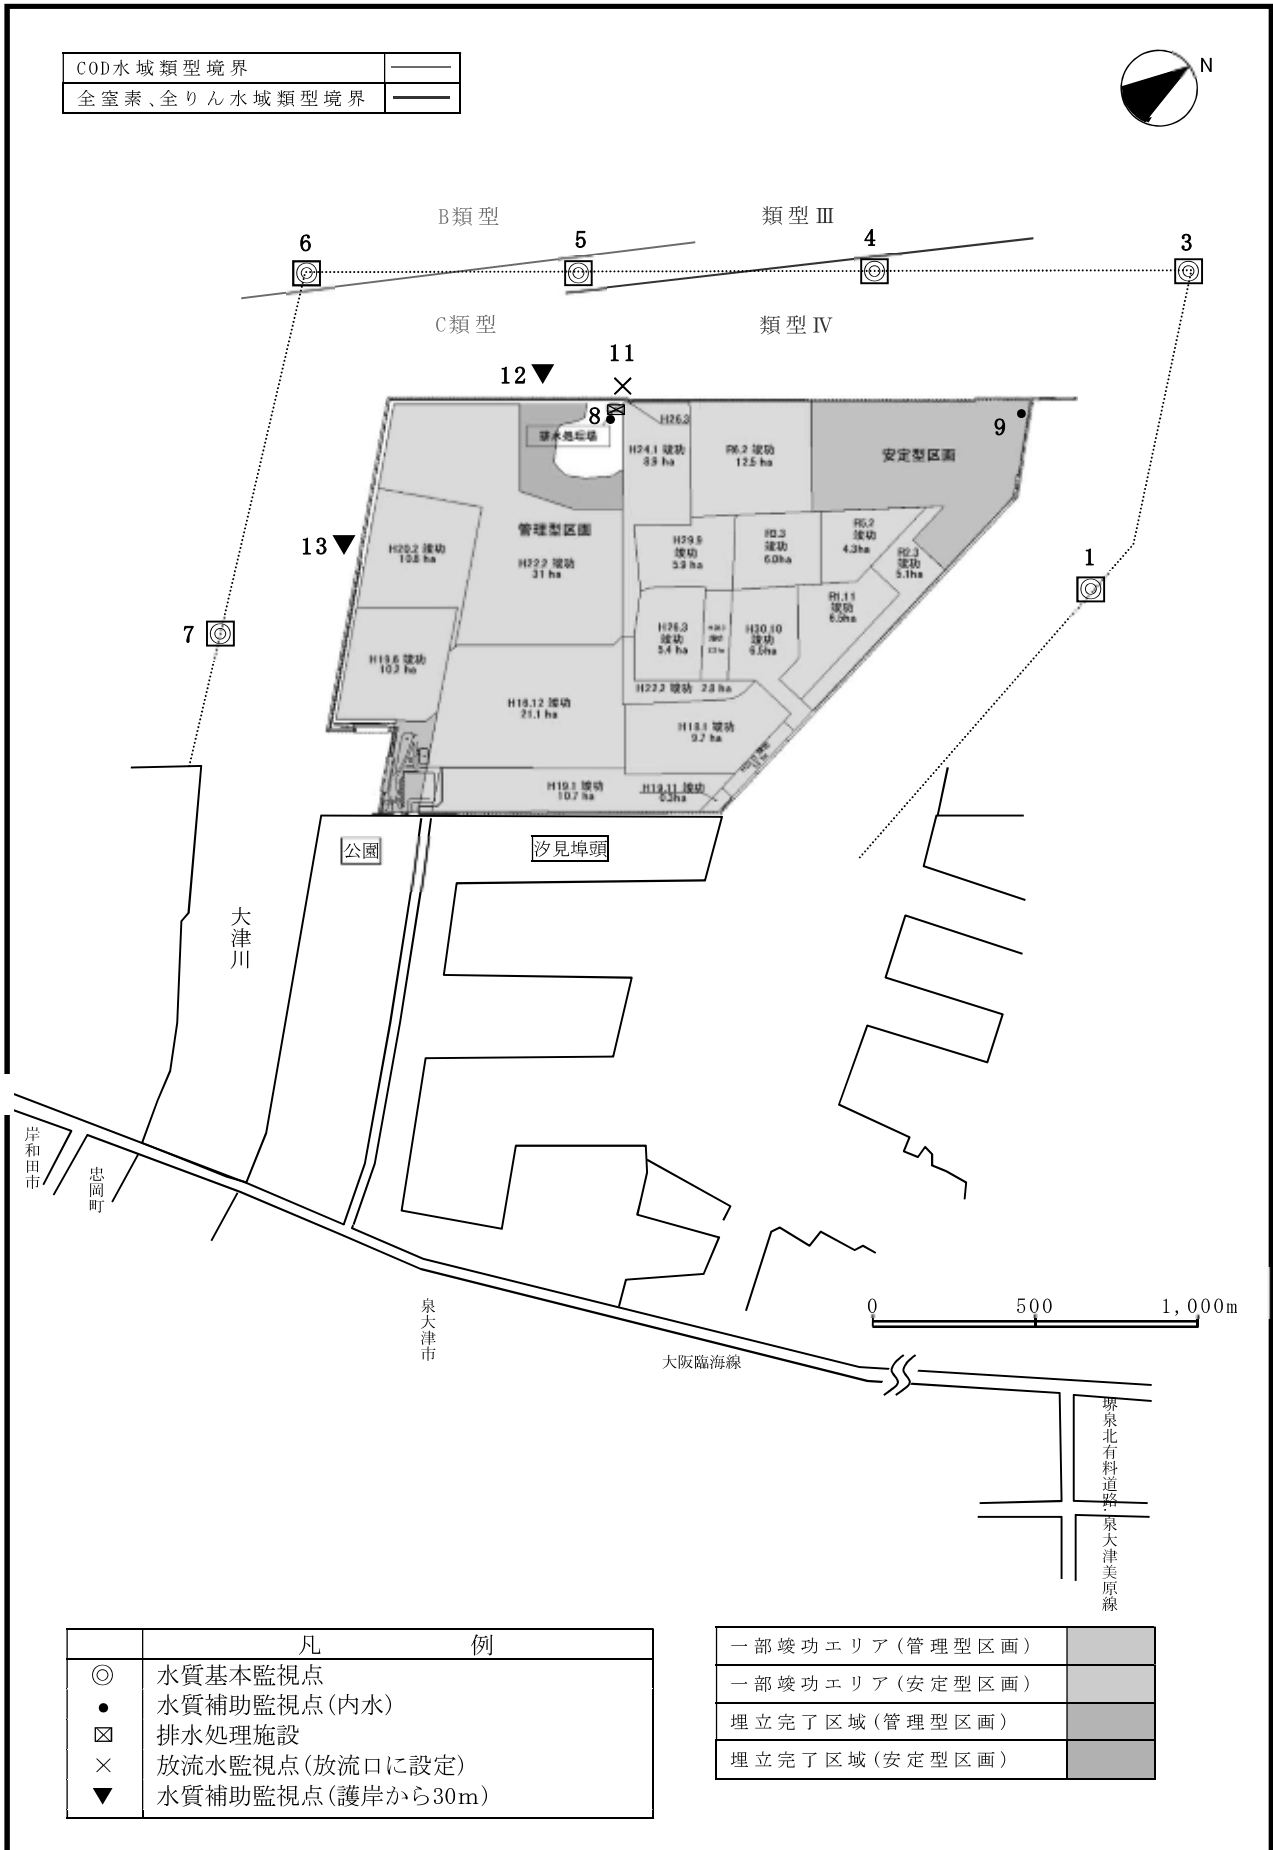 COD水域類型境界
全窒素、全りん水域類型境界
N
B類型
類型Ⅲ
6
5
4
3
C類型
類型Ⅳ
11
12
8
9
排水処理場
H26.3
H24.1 竣功
8.9 ha
R6.2 竣功
12.5 ha
安定型区画
管理型区画
H22.2 竣功
31 ha
13
H20.2 竣功
10.8 ha
H29.9
竣功
5.9 ha
R3.3
竣功
6.0ha
R5.2
竣功
4.3ha
R2.3
竣功
5.1ha
1
R1.11
竣功
6.5ha
7
H26.3
竣功
5.4 ha
H30.10
竣功
6.5ha
H19.6 竣功
10.2 ha
H22.2 竣功 2.8 ha
H16.12 竣功
21.1 ha
H18.1 竣功
9.7 ha
H19.1 竣功
10.7 ha
H19.11 竣功
0.3ha
公園
汐見埠頭
大津川
岸和田市
忠岡町
泉大津市
大阪臨海線
0 500 1,000m
堺泉北有料道路・泉大津美原線
凡 例
◎ 水質基本監視点
● 水質補助監視点(内水)
排水処理施設
× 放流水監視点(放流口に設定)
▼ 水質補助監視点(護岸から30m)
一部竣功エリア(管理型区画)
一部竣功エリア(安定型区画)
埋立完了区域(管理型区画)
埋立完了区域(安定型区画)